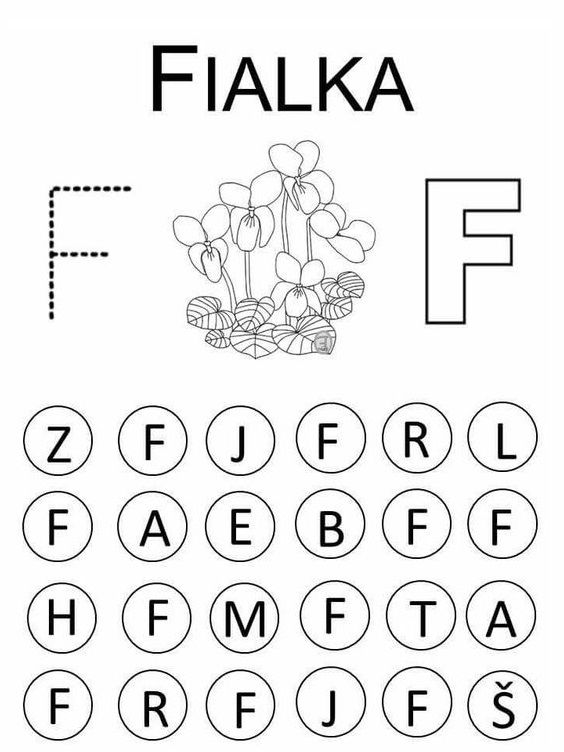 FIALKA
F F
Z F J F R L
F A E B F F
H F M F T A
F R F J F Š